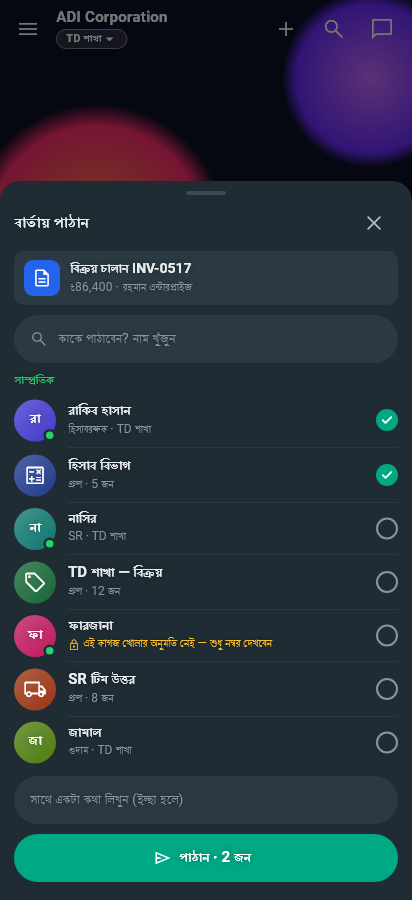 ADI Corporation
TD শাখা
বার্তায় পাঠান
বিক্রয় চালান INV-0517
৳86,400 · রহমান এন্টারপ্রাইজ
কাকে পাঠাবেন? নাম খুঁজুন
সাম্প্রতিক
রা
রাকিব হাসান
হিসাবরক্ষক · TD শাখা
হিসাব বিভাগ
গ্রুপ · 5 জন
না
নাসির
SR · TD শাখা
TD শাখা — বিক্রয়
গ্রুপ · 12 জন
ফা
ফারজানা
এই কাগজ খোলার অনুমতি নেই — শুধু নম্বর দেখবেন
SR টিম উত্তর
গ্রুপ · 8 জন
জা
জামাল
গুদাম · TD শাখা
সাথে একটা কথা লিখুন (ইচ্ছা হলে)
পাঠান · 2 জন